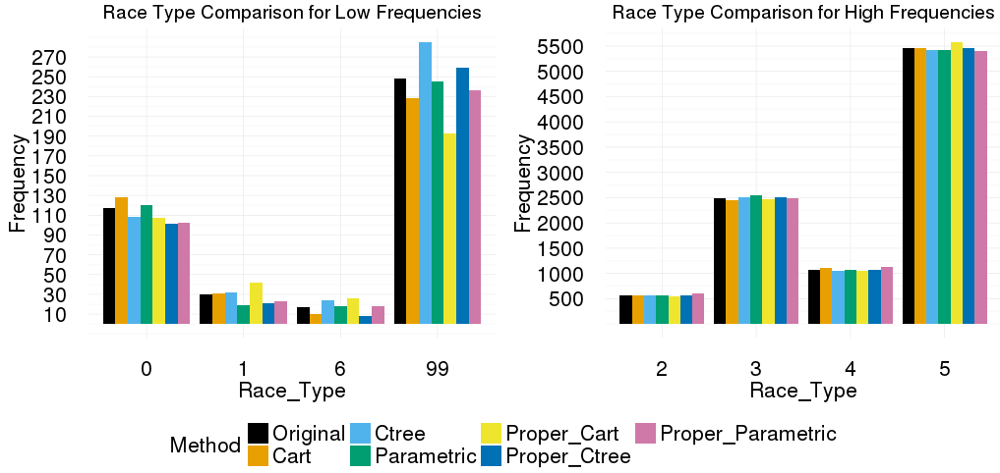 Race Type Comparison for Low Frequencies
Frequency
270
250
230
210
190
170
150
130
110
90
70
50
30
10
0 1 6 99
Race_Type
Race Type Comparison for High Frequencies
Frequency
5500
5000
4500
4000
3500
3000
2500
2000
1500
1000
500
2 3 4 5
Race_Type
Method
Original Ctree Proper_Cart Proper_Parametric
Cart Parametric Proper_Ctree